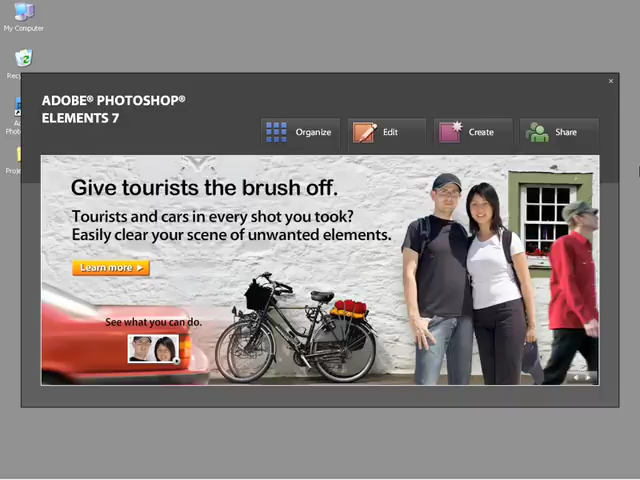 My Computer
ADOBE® PHOTOSHOP®
ELEMENTS 7
Organize
Edit
Create
Share
Give tourists the brush off.
Tourists and cars in every shot you took?
Easily clear your scene of unwanted elements.
Learn more
See what you can do.